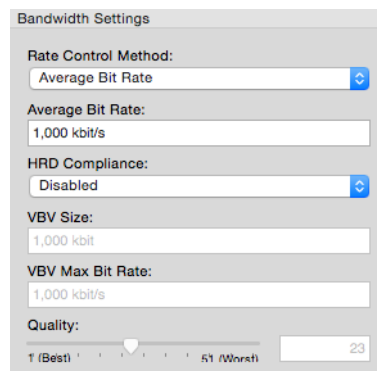 Bandwidth Settings
Rate Control Method:
Average Bit Rate
Average Bit Rate:
1,000 kbit/s
HRD Compliance:
Disabled
VBV Size:
1,000 kbit
VBV Max Bit Rate:
1,000 kbit/s
Quality:
23
1 (Best) 51 (Worst)